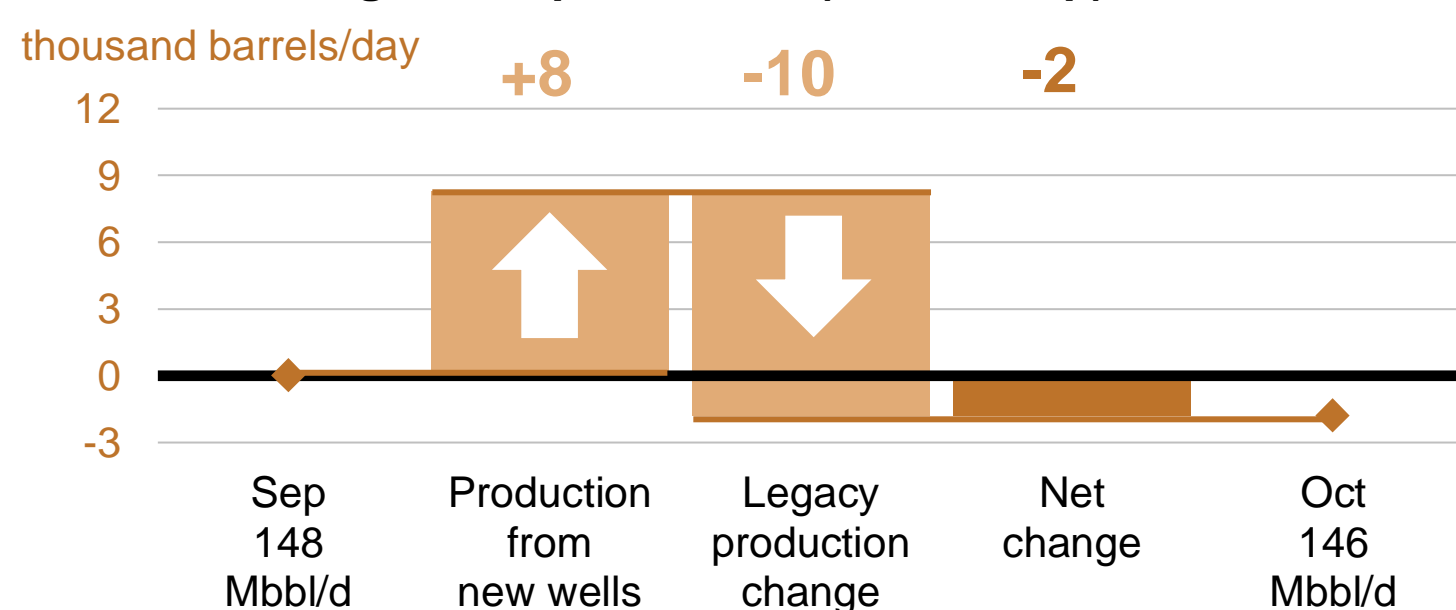 thousand barrels/day
+8 -10 -2
12
9
6
3
0
-3
Sep
148
Mbbl/d
Production
from
new wells
Legacy
production
change
Net
change
Oct
146
Mbbl/d